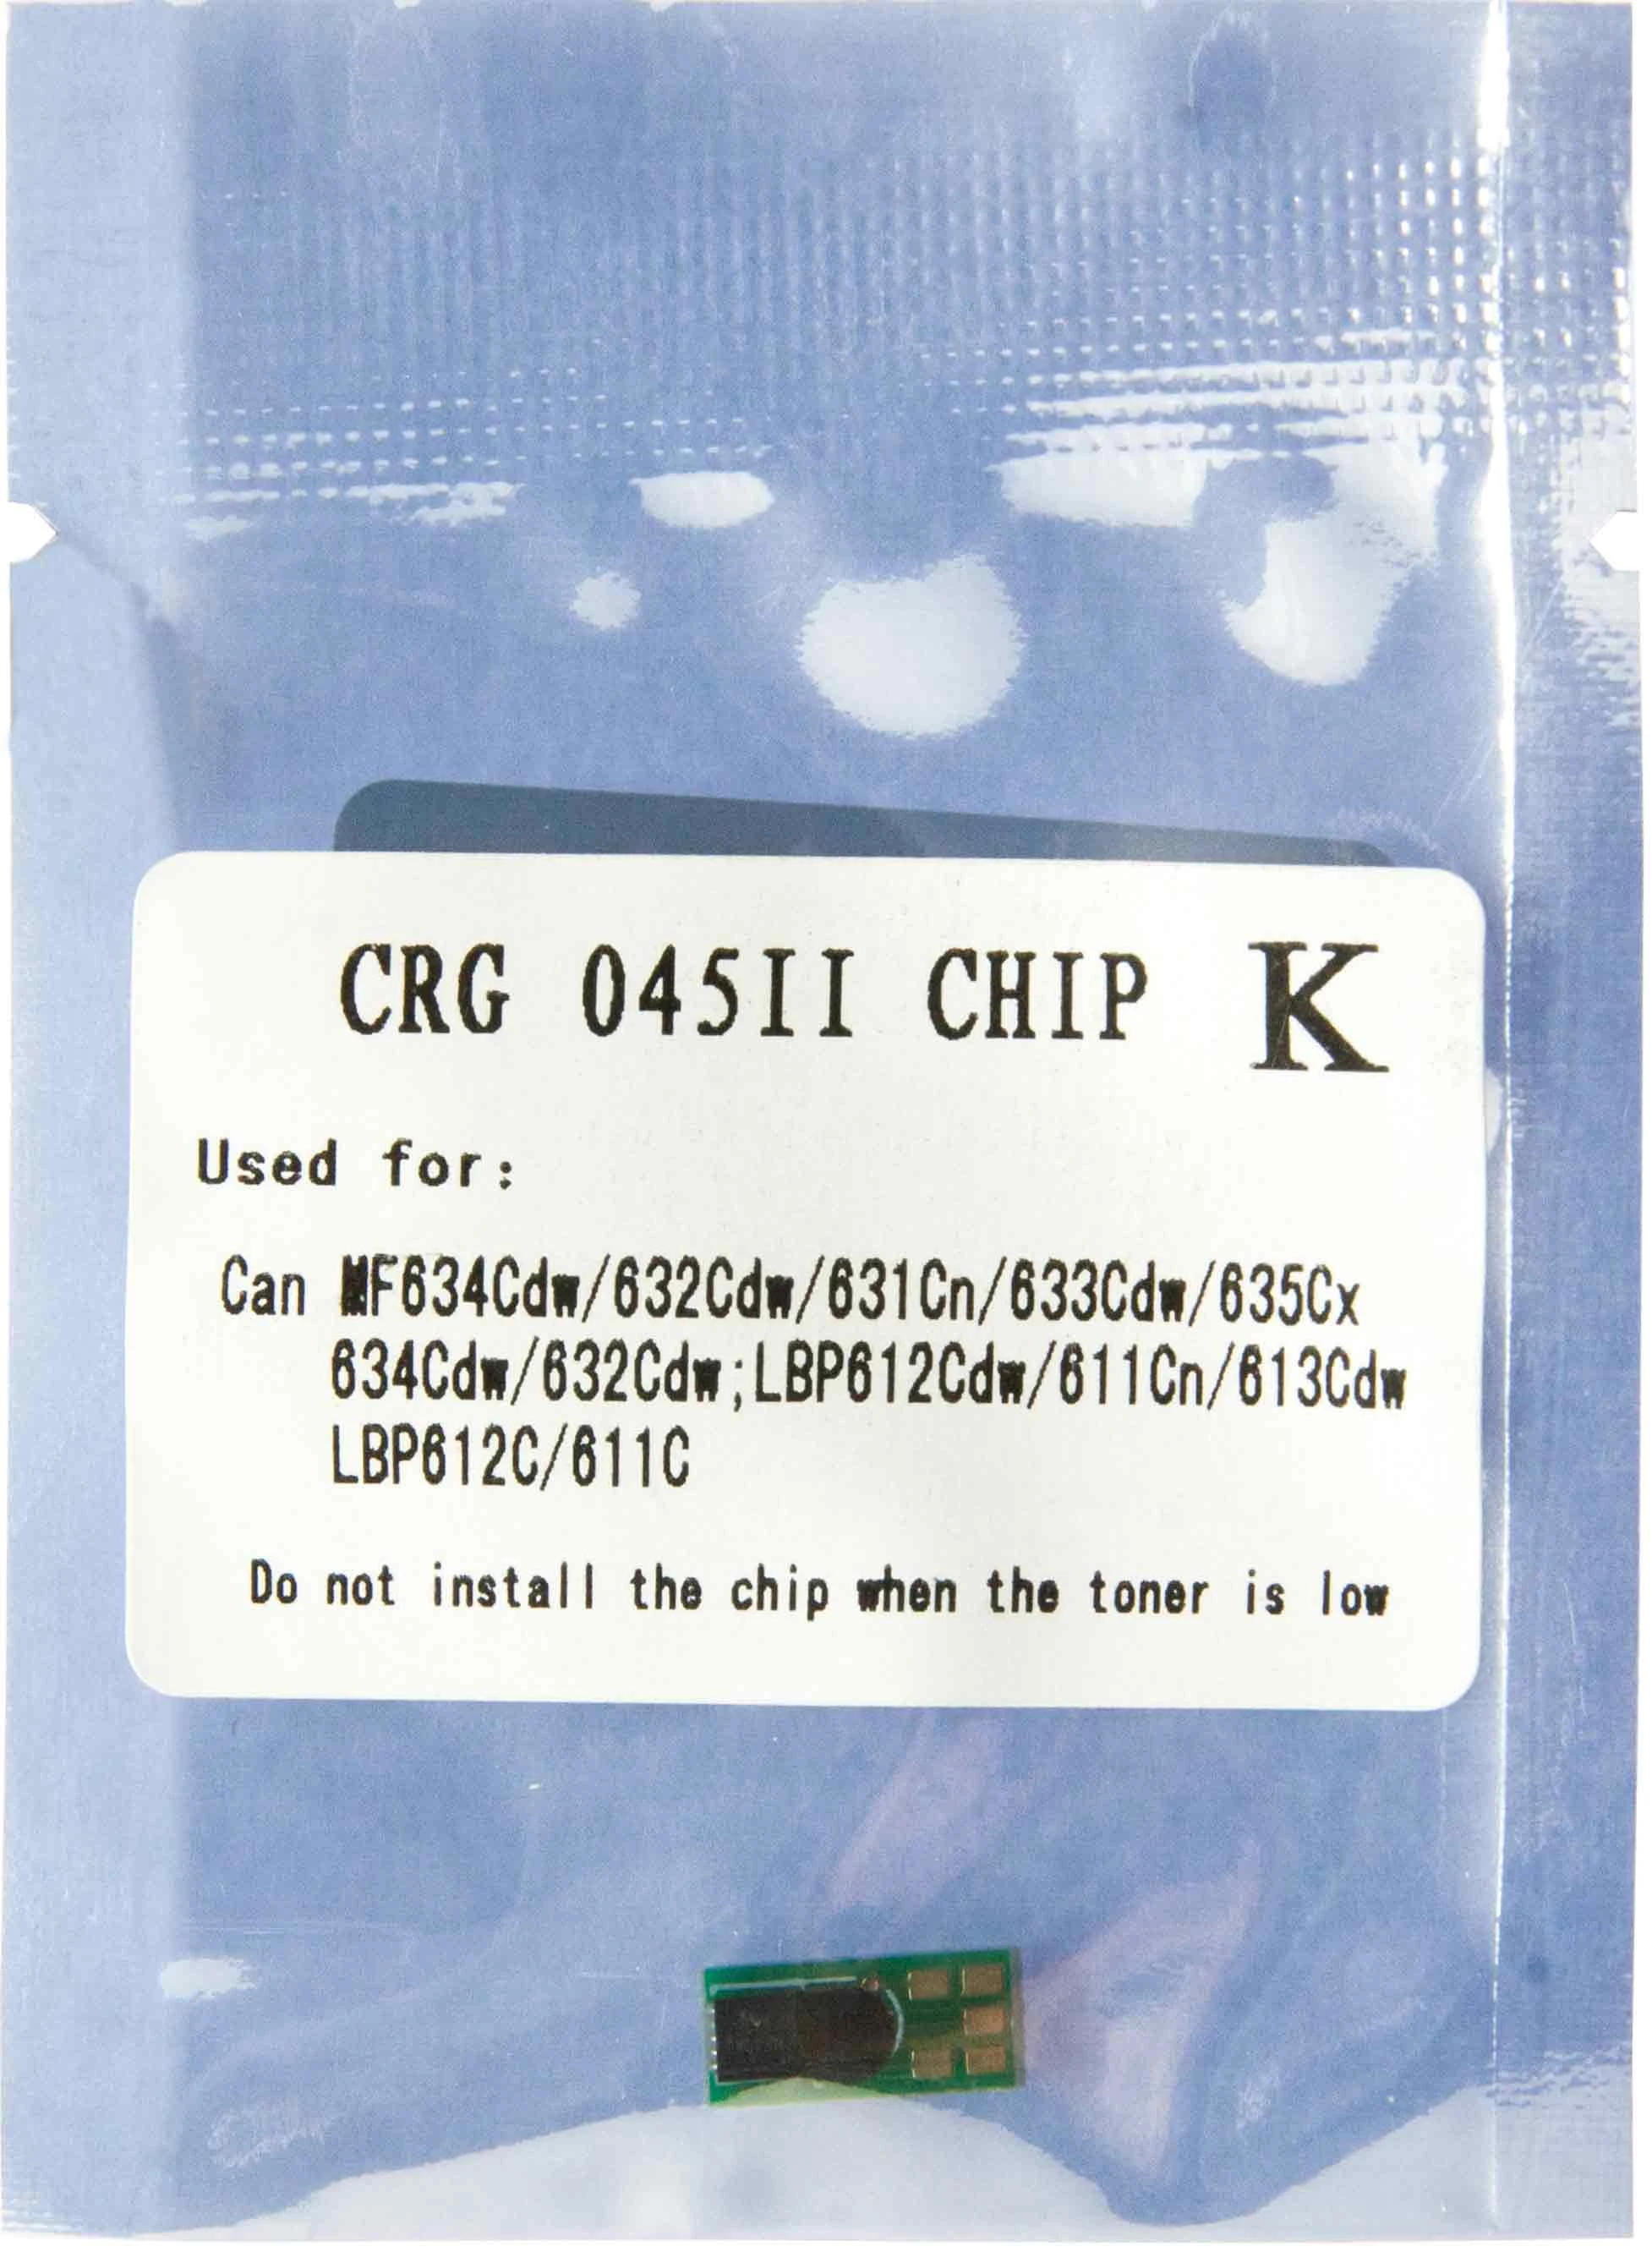 CRG 045II CHIP K
Used for:
Can MF634Cdw/632Cdw/631Cn/633Cdw/635Cx
634Cdw/632Cdw;LBP612Cdw/611Cn/613Cdw
LBP612C/611C
Do not install the chip when the toner is low